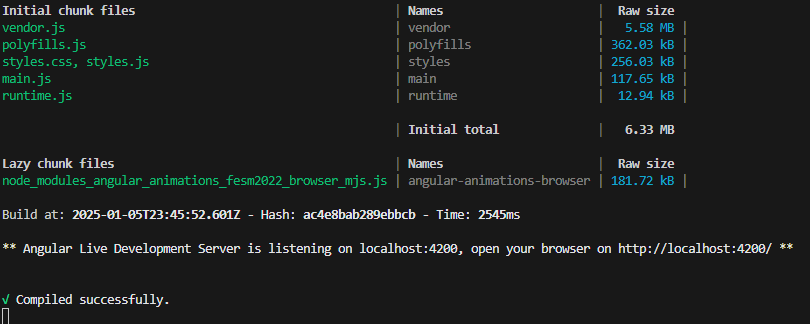 Initial chunk files | Names | Raw size
vendor.js | vendor | 5.58 MB |
polyfills.js | polyfills | 362.03 kB |
styles.css, styles.js | styles | 256.03 kB |
main.js | main | 117.65 kB |
runtime.js | runtime | 12.94 kB |
| Initial total | 6.33 MB
Lazy chunk files | Names | Raw size
node_modules_angular_animations_fesm2022_browser_mjs.js | angular-animations-browser | 181.72 kB |
Build at: 2025-01-05T23:45:52.601Z - Hash: ac4e8bab289ebbcb - Time: 2545ms
** Angular Live Development Server is listening on localhost:4200, open your browser on http://localhost:4200/ **
√ Compiled successfully.